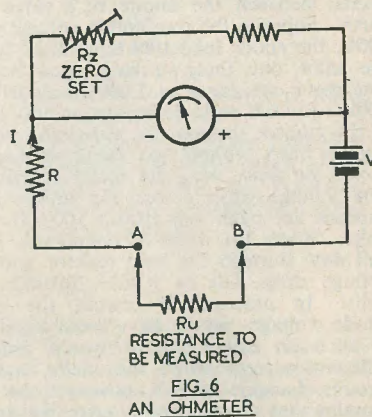 Rz
ZERO
SET
- +
I
R
V
A B
Ru
RESISTANCE TO
BE MEASURED
FIG.6
AN OHMETER